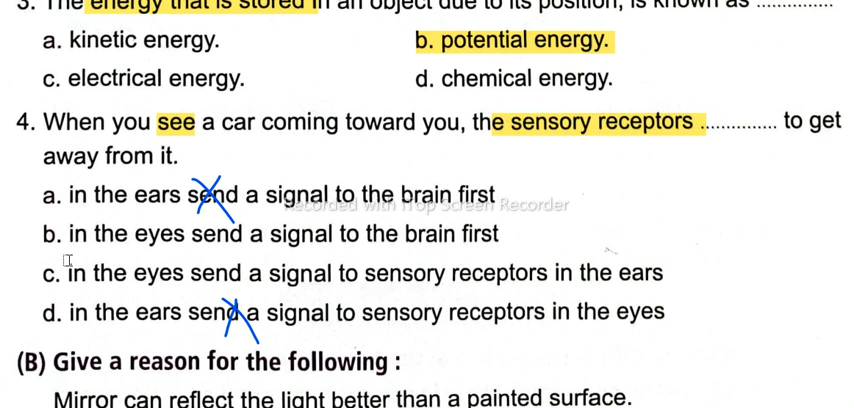 3. The energy that is stored in an object due to its position, is known as ..............
a. kinetic energy. b. potential energy.
c. electrical energy. d. chemical energy.
4. When you see a car coming toward you, the sensory receptors ............. to get
away from it.
a. in the ears send a signal to the brain first
Recorded with iTop Screen Recorder
b. in the eyes send a signal to the brain first
c. in the eyes send a signal to sensory receptors in the ears
d. in the ears send a signal to sensory receptors in the eyes
(B) Give a reason for the following :
Mirror can reflect the light better than a painted surface.